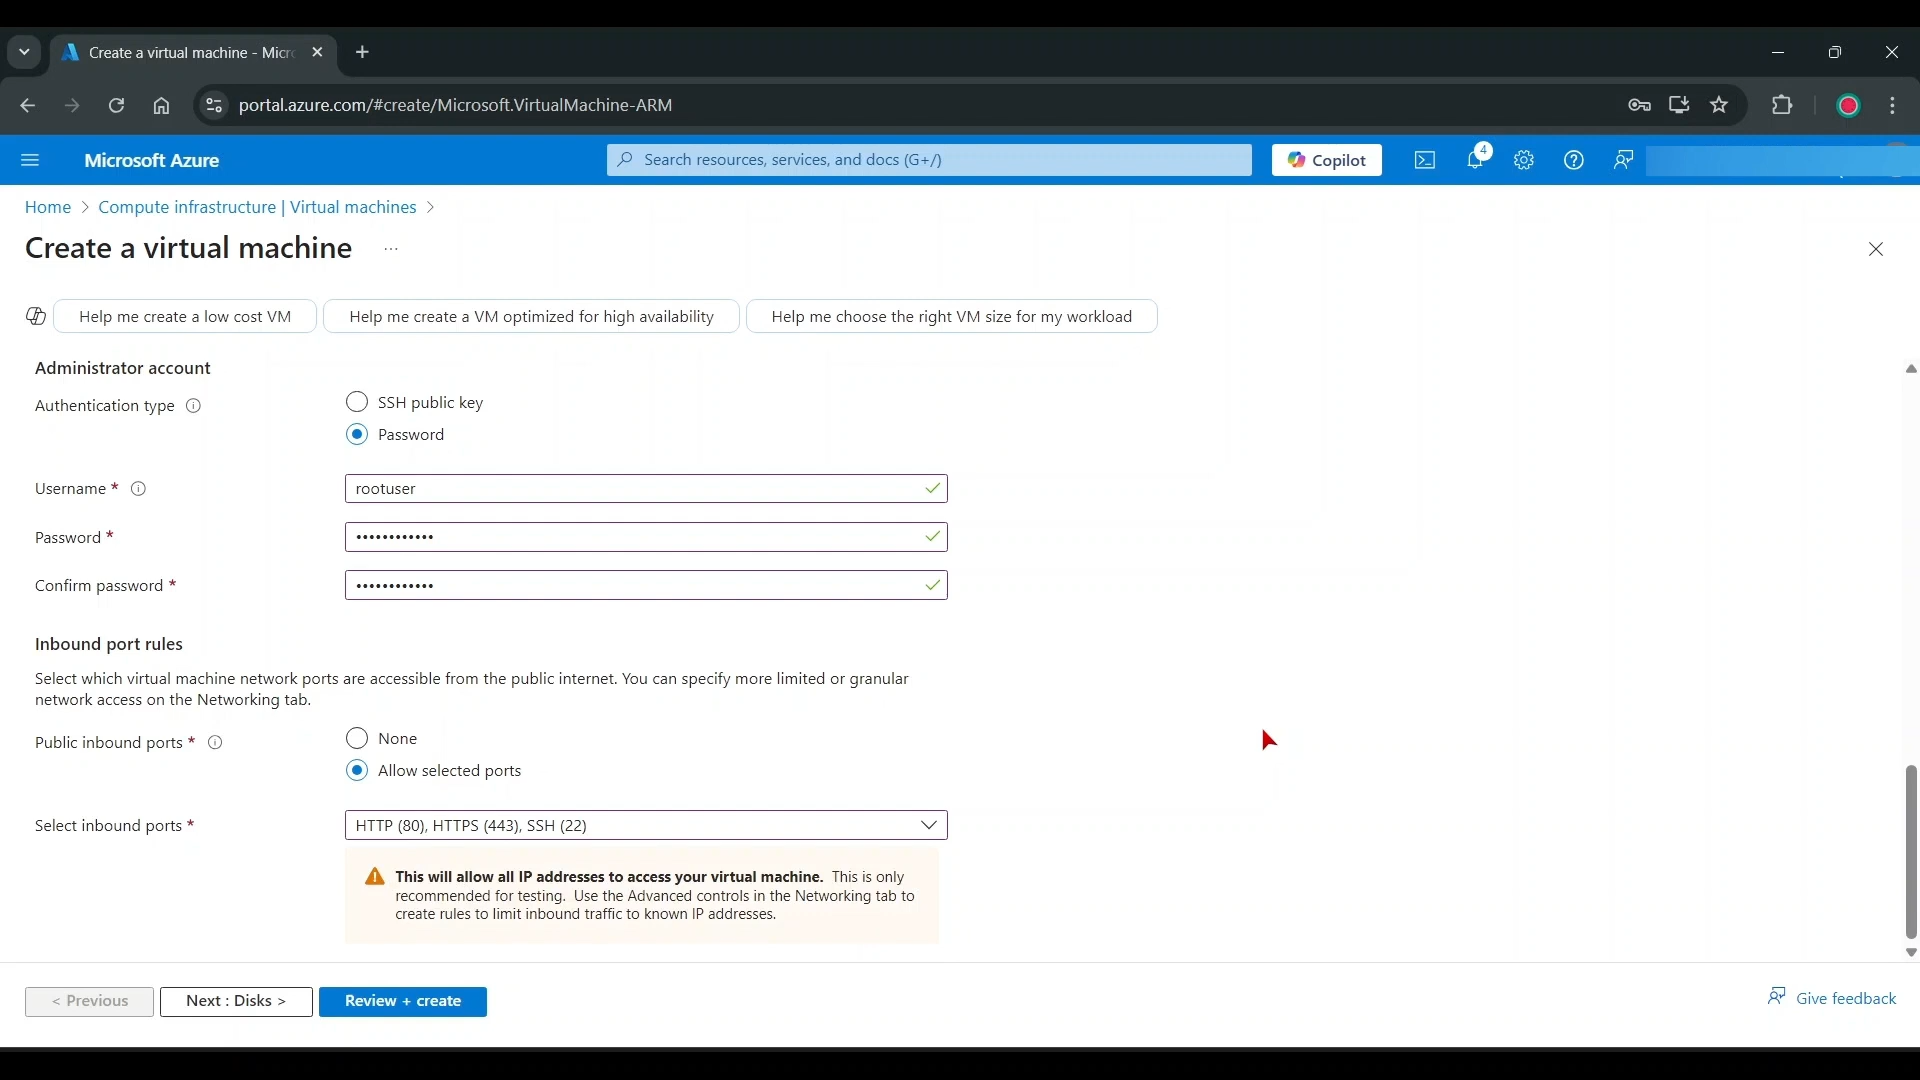 Create a virtual machine - Micr
portal.azure.com/#create/Microsoft.VirtualMachine-ARM
Microsoft Azure
Search resources, services, and docs (G+/)
Copilot
4
Home > Compute infrastructure | Virtual machines >
Create a virtual machine ...
Help me create a low cost VM
Help me create a VM optimized for high availability
Help me choose the right VM size for my workload
Administrator account
Authentication type
SSH public key
Password
Username *
rootuser
Password *
••••••••••••
Confirm password *
••••••••••••
Inbound port rules
Select which virtual machine network ports are accessible from the public internet. You can specify more limited or granular
network access on the Networking tab.
Public inbound ports *
None
Allow selected ports
Select inbound ports *
HTTP (80), HTTPS (443), SSH (22)
This will allow all IP addresses to access your virtual machine. This is only
recommended for testing. Use the Advanced controls in the Networking tab to
create rules to limit inbound traffic to known IP addresses.
< Previous
Next : Disks >
Review + create
Give feedback